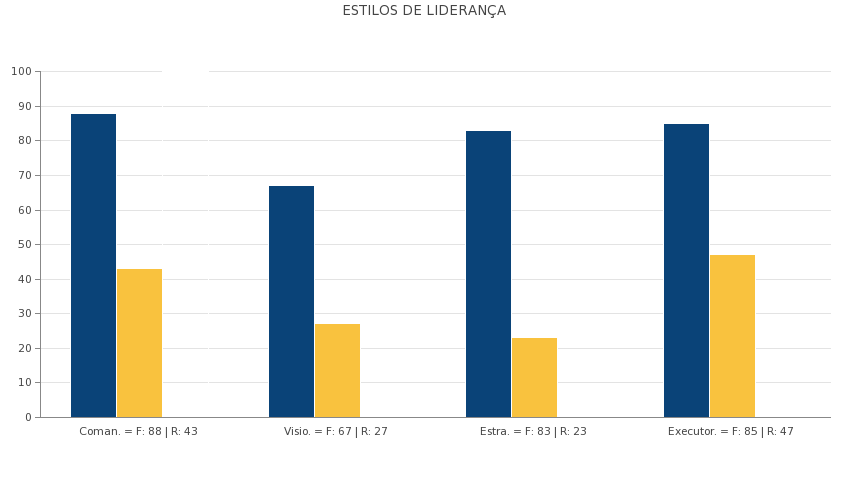 ESTILOS DE LIDERANÇA
100
90
80
70
60
50
40
30
20
10
0
Coman. = F: 88 | R: 43
Visio. = F: 67 | R: 27
Estra. = F: 83 | R: 23
Executor. = F: 85 | R: 47